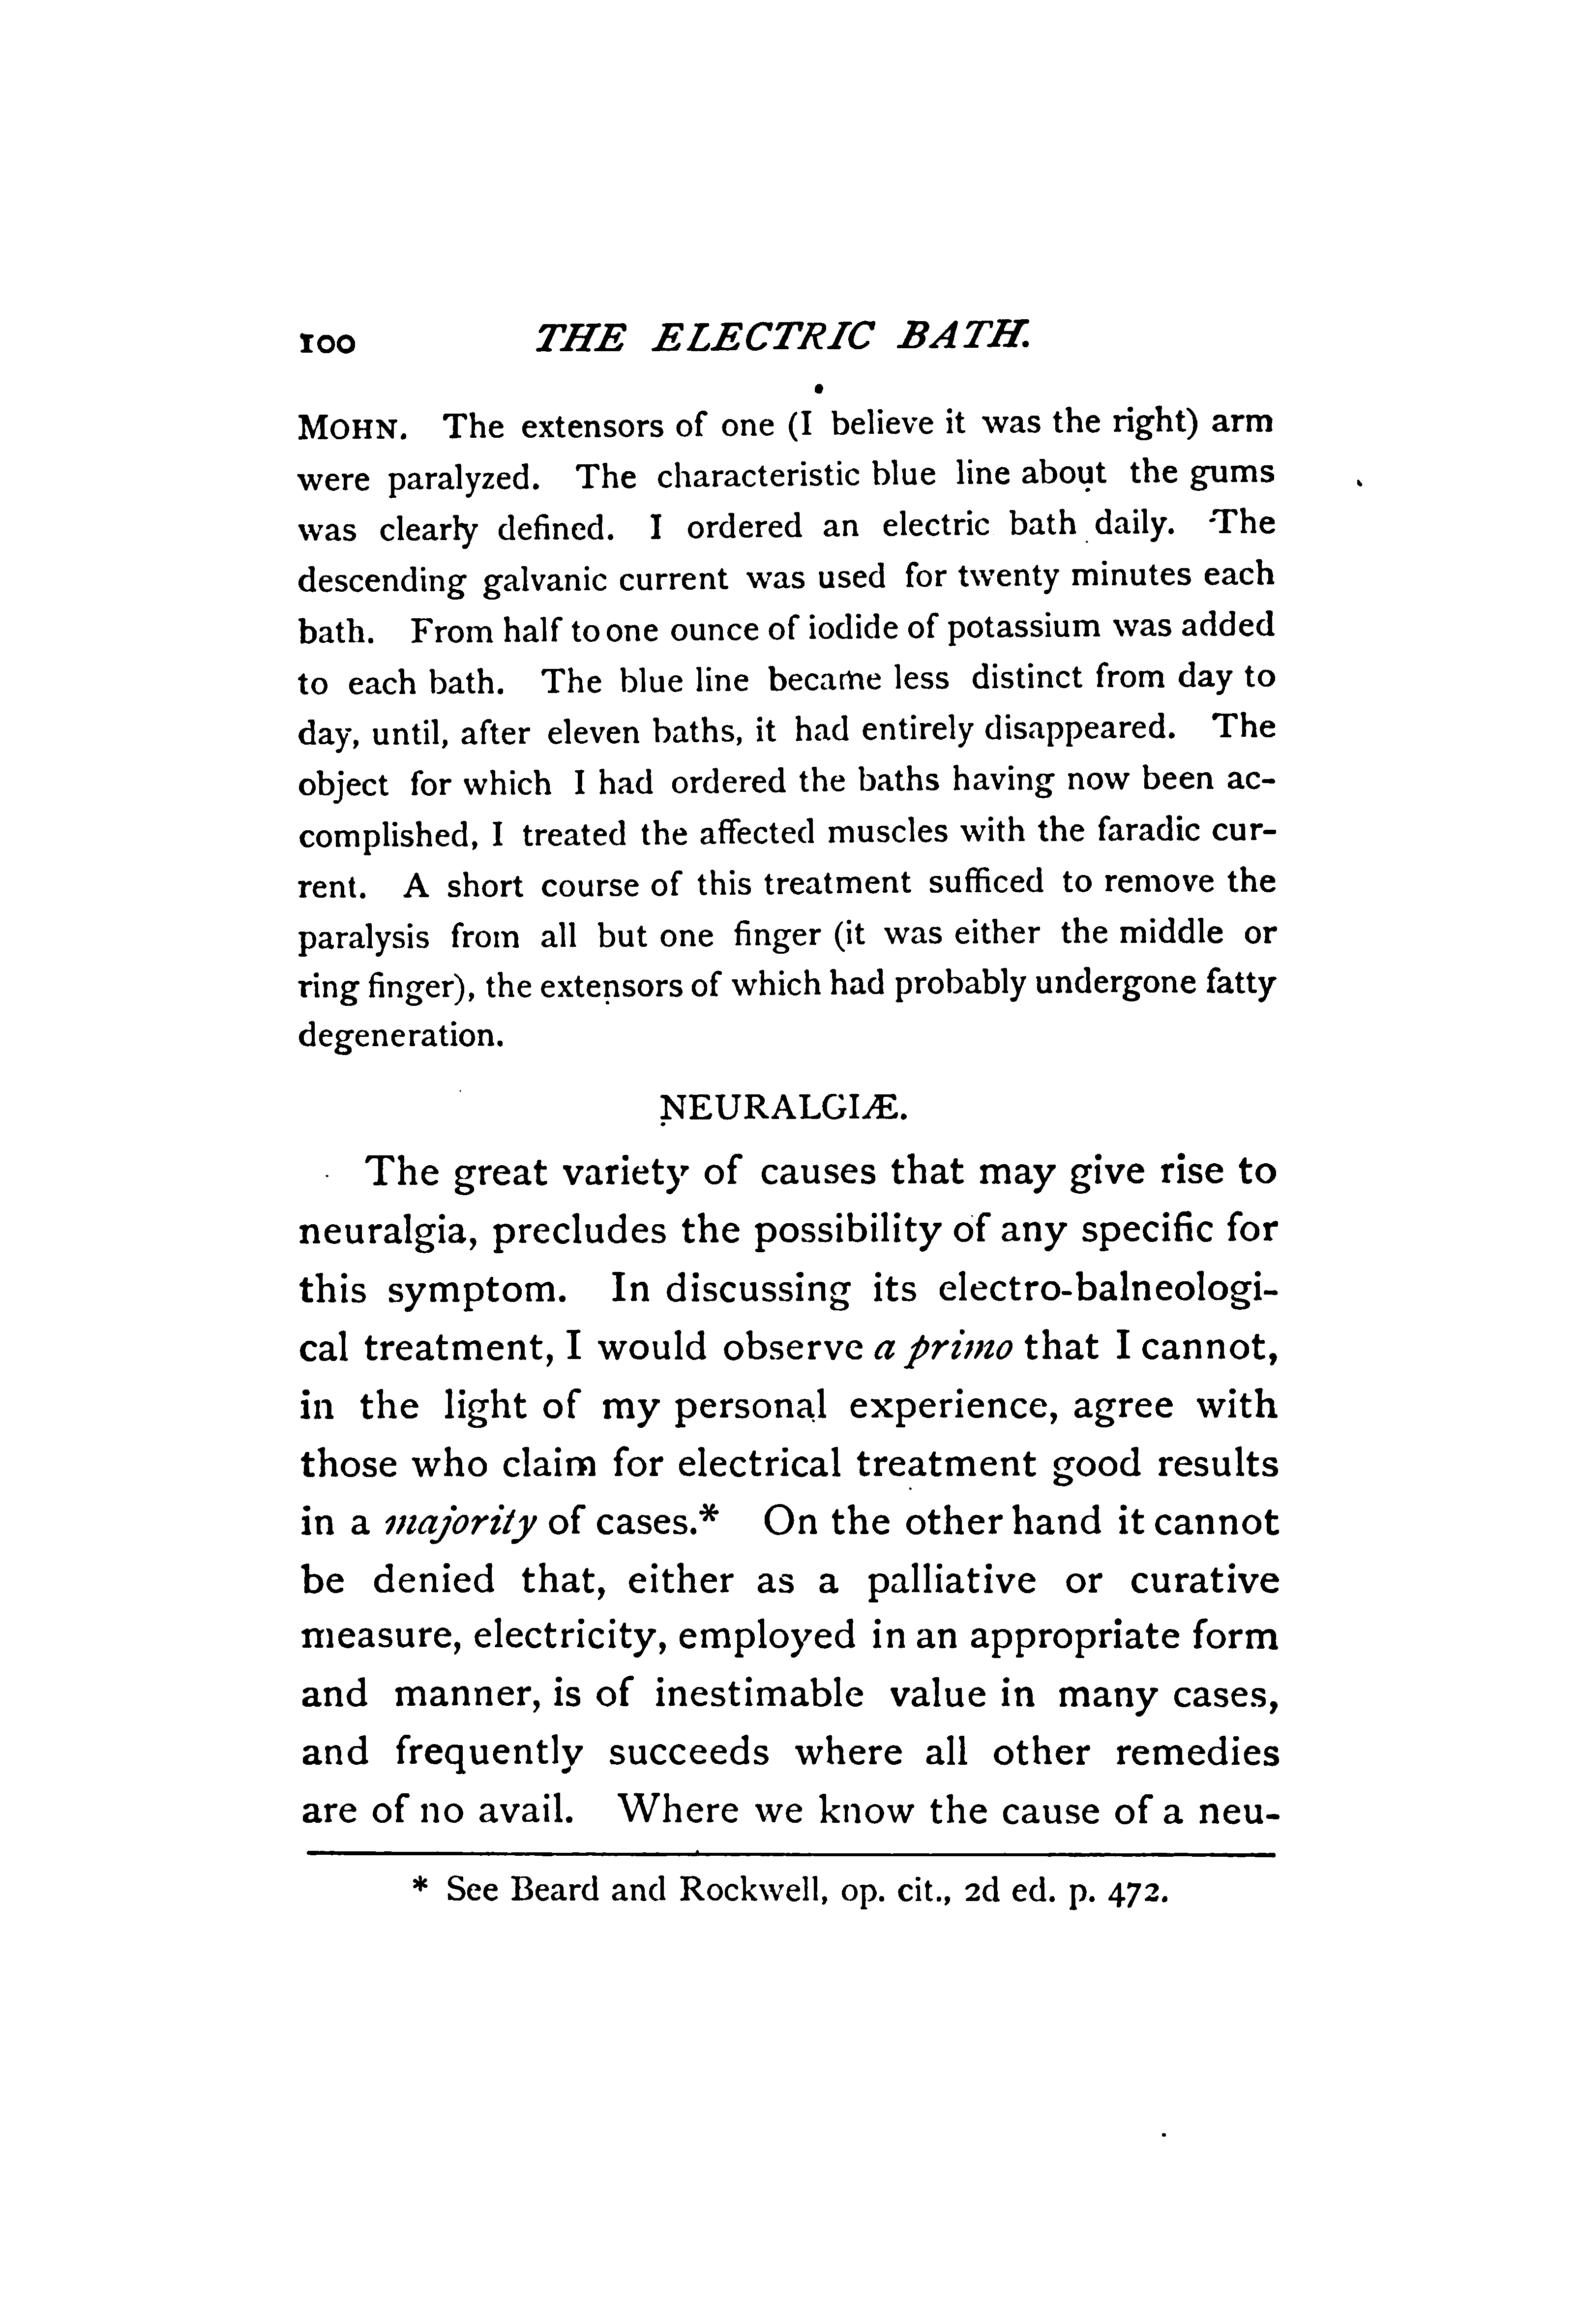 100 THE ELECTRIC BATH.
MOHN. The extensors of one (I believe it was the right) arm
were paralyzed. The characteristic blue line about the gums
was clearly defined. I ordered an electric bath daily. The
descending galvanic current was used for twenty minutes each
bath. From half to one ounce of iodide of potassium was added
to each bath. The blue line became less distinct from day to
day, until, after eleven baths, it had entirely disappeared. The
object for which I had ordered the baths having now been ac-
complished, I treated the affected muscles with the faradic cur-
rent. A short course of this treatment sufficed to remove the
paralysis from all but one finger (it was either the middle or
ring finger), the extensors of which had probably undergone fatty
degeneration.
NEURALGIÆ.
The great variety of causes that may give rise to
neuralgia, precludes the possibility of any specific for
this symptom. In discussing its electro-balneologi-
cal treatment, I would observe a primo that I cannot,
in the light of my personal experience, agree with
those who claim for electrical treatment good results
in a majority of cases.* On the other hand it cannot
be denied that, either as a palliative or curative
measure, electricity, employed in an appropriate form
and manner, is of inestimable value in many cases,
and frequently succeeds where all other remedies
are of no avail. Where we know the cause of a neu-
* See Beard and Rockwell, op. cit., 2d ed. p. 472.